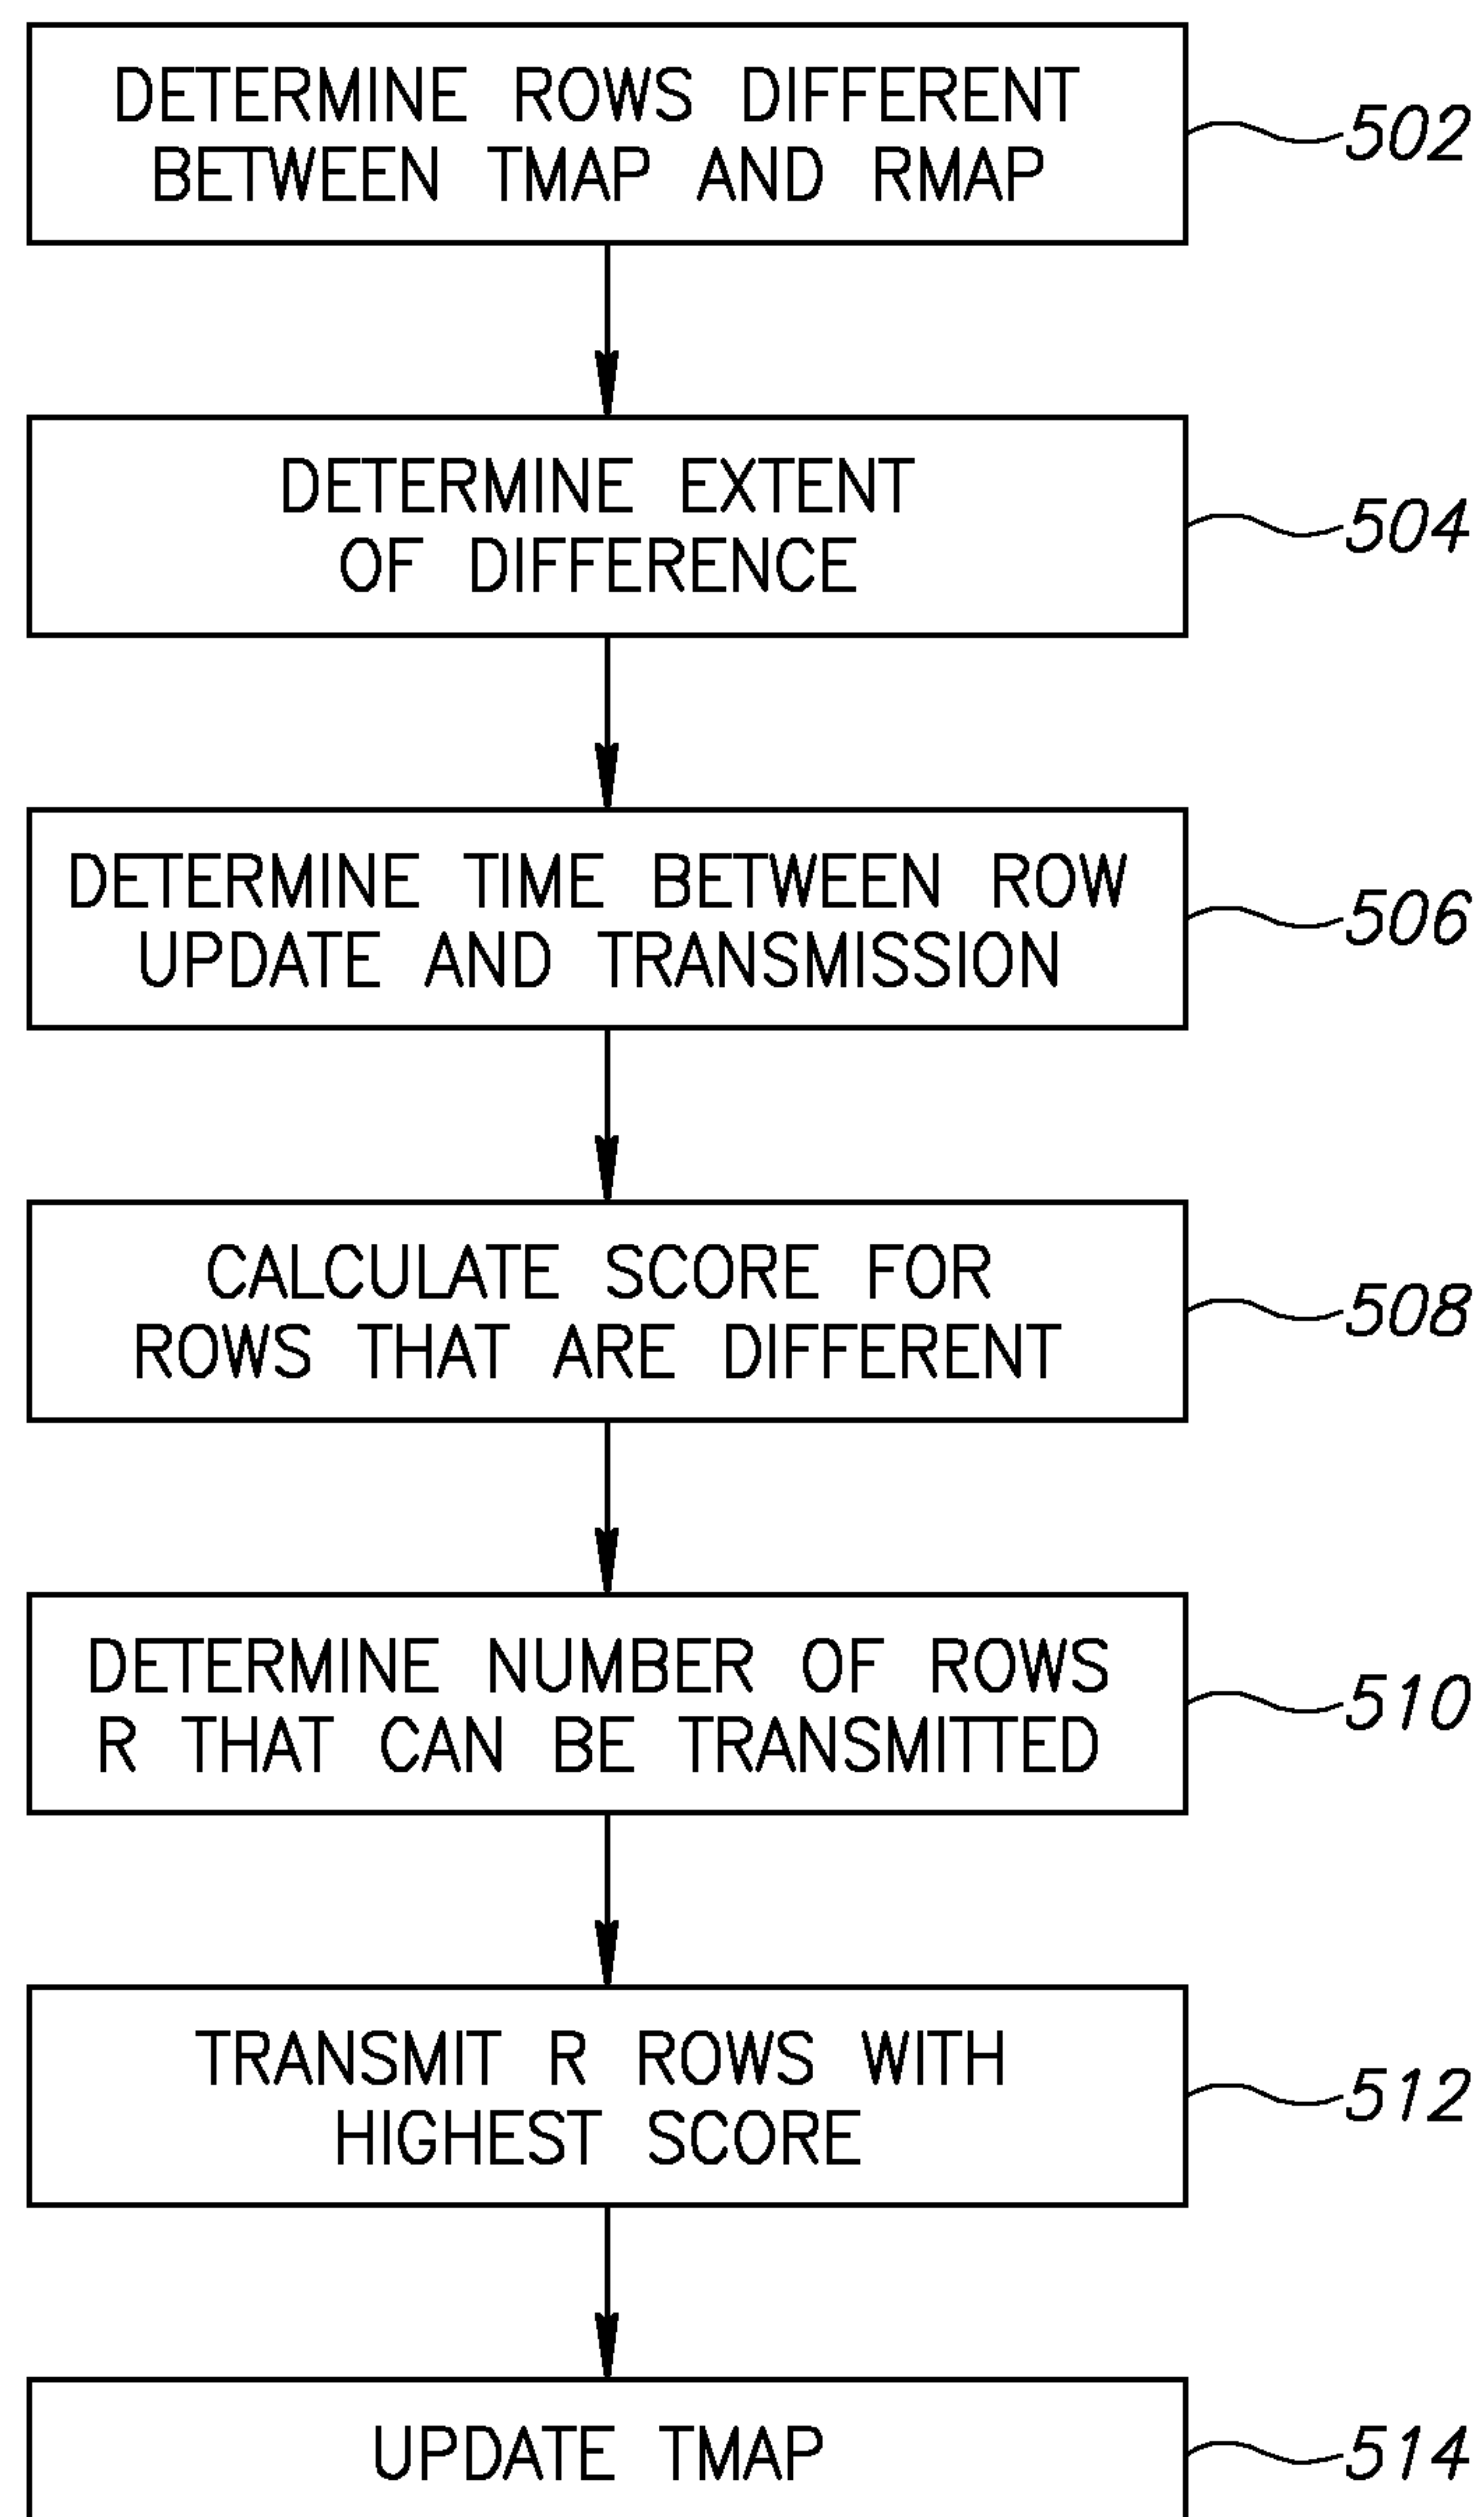 DETERMINE ROWS DIFFERENT
BETWEEN TMAP AND RMAP
502
DETERMINE EXTENT
OF DIFFERENCE
504
DETERMINE TIME BETWEEN ROW
UPDATE AND TRANSMISSION
506
CALCULATE SCORE FOR
ROWS THAT ARE DIFFERENT
508
DETERMINE NUMBER OF ROWS
R THAT CAN BE TRANSMITTED
510
TRANSMIT R ROWS WITH
HIGHEST SCORE
512
UPDATE TMAP
514